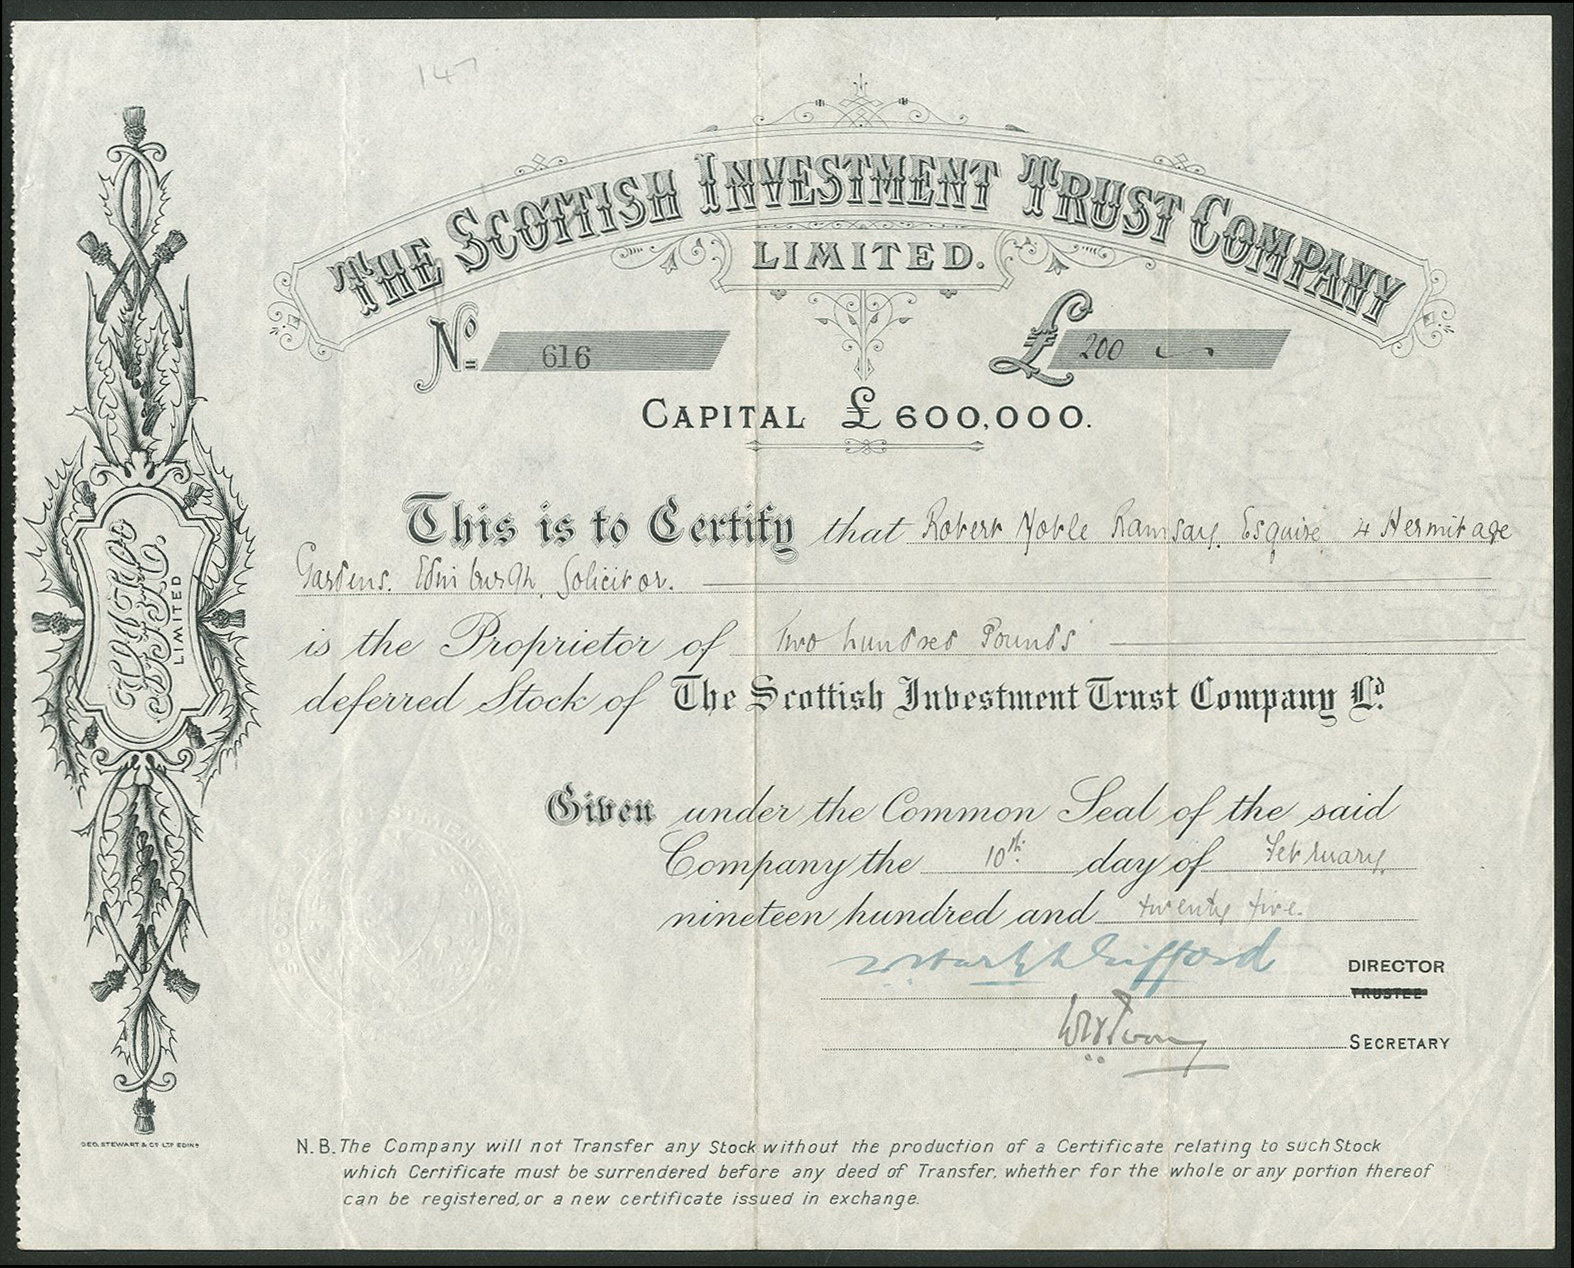 147
THE SCOTTISH INVESTMENT TRUST COMPANY
LIMITED.
No 616 £ 200
CAPITAL £600,000.
This is to Certify that Robert Noble Ramsay, Esquire, 4 Hermitage
Gardens, Edinburgh, Solicitor.
is the Proprietor of Two hundred Pounds
deferred Stock of The Scottish Investment Trust Company Ld.
Given under the Common Seal of the said
Company the 10th day of February,
nineteen hundred and twenty five.
DIRECTOR
TRUSTEE
SECRETARY
LIMITED
GEO. STEWART & CO LTD EDINR
N.B. The Company will not Transfer any Stock without the production of a Certificate relating to such Stock
which Certificate must be surrendered before any deed of Transfer, whether for the whole or any portion thereof
can be registered, or a new certificate issued in exchange.